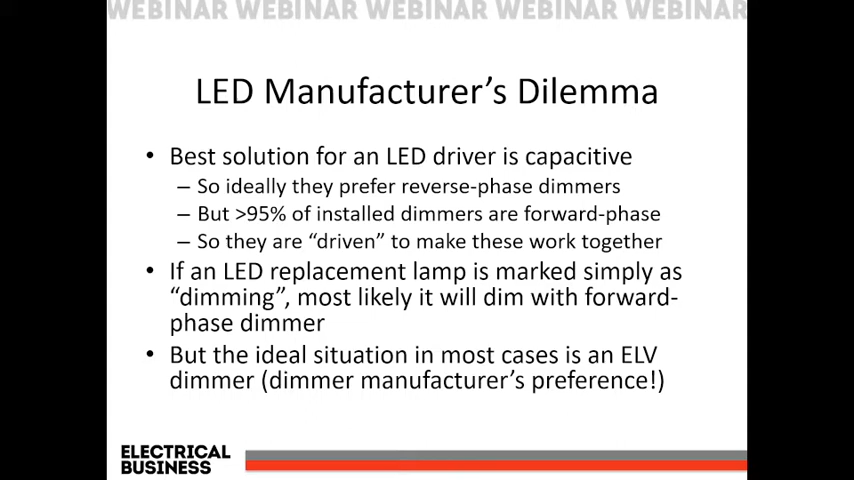 WEBINAR WEBINAR WEBINAR WEBINAR WEBINAR
LED Manufacturer's Dilemma
• Best solution for an LED driver is capacitive
– So ideally they prefer reverse-phase dimmers
– But >95% of installed dimmers are forward-phase
– So they are “driven” to make these work together
• If an LED replacement lamp is marked simply as
“dimming”, most likely it will dim with forward-
phase dimmer
• But the ideal situation in most cases is an ELV
dimmer (dimmer manufacturer's preference!)
ELECTRICAL
BUSINESS